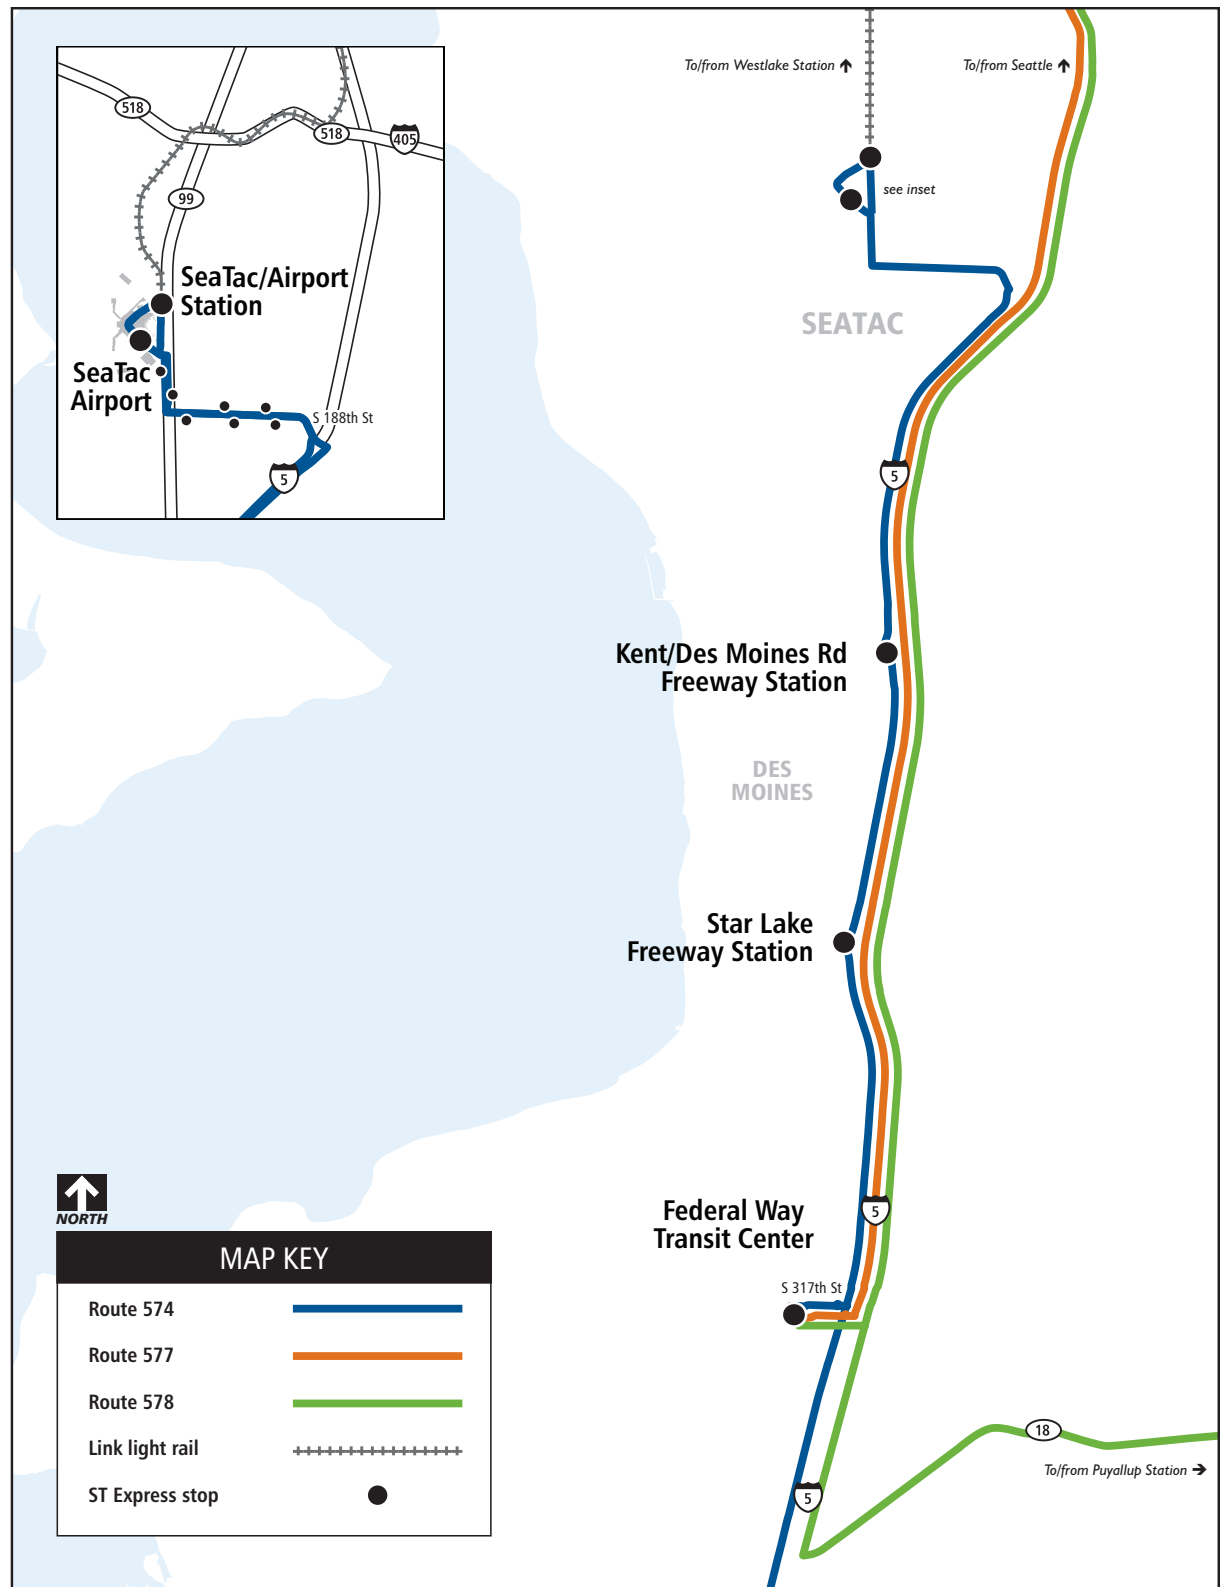 To/from Westlake Station
To/from Seattle
518
518
405
99
see inset
SeaTac/Airport
Station
SeaTac
Airport
S 188th St
5
SEATAC
5
Kent/Des Moines Rd
Freeway Station
DES
MOINES
Star Lake
Freeway Station
NORTH
Federal Way
Transit Center
5
S 317th St
MAP KEY
Route 574
Route 577
Route 578
Link light rail
ST Express stop
18
To/from Puyallup Station
5